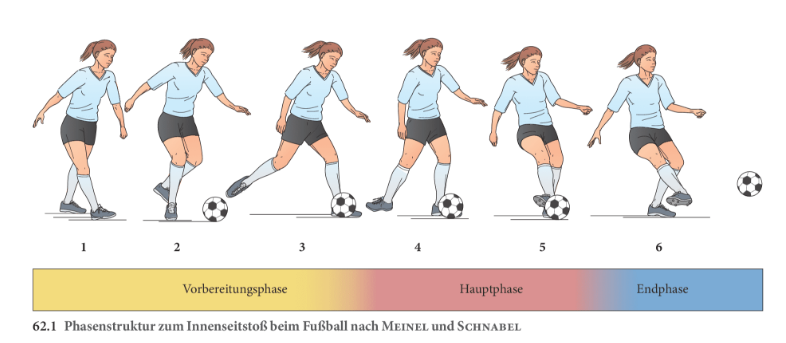 1 2 3 4 5 6
Vorbereitungsphase Hauptphase Endphase
62.1 Phasenstruktur zum Innenseitstoß beim Fußball nach MEINEL und SCHNABEL